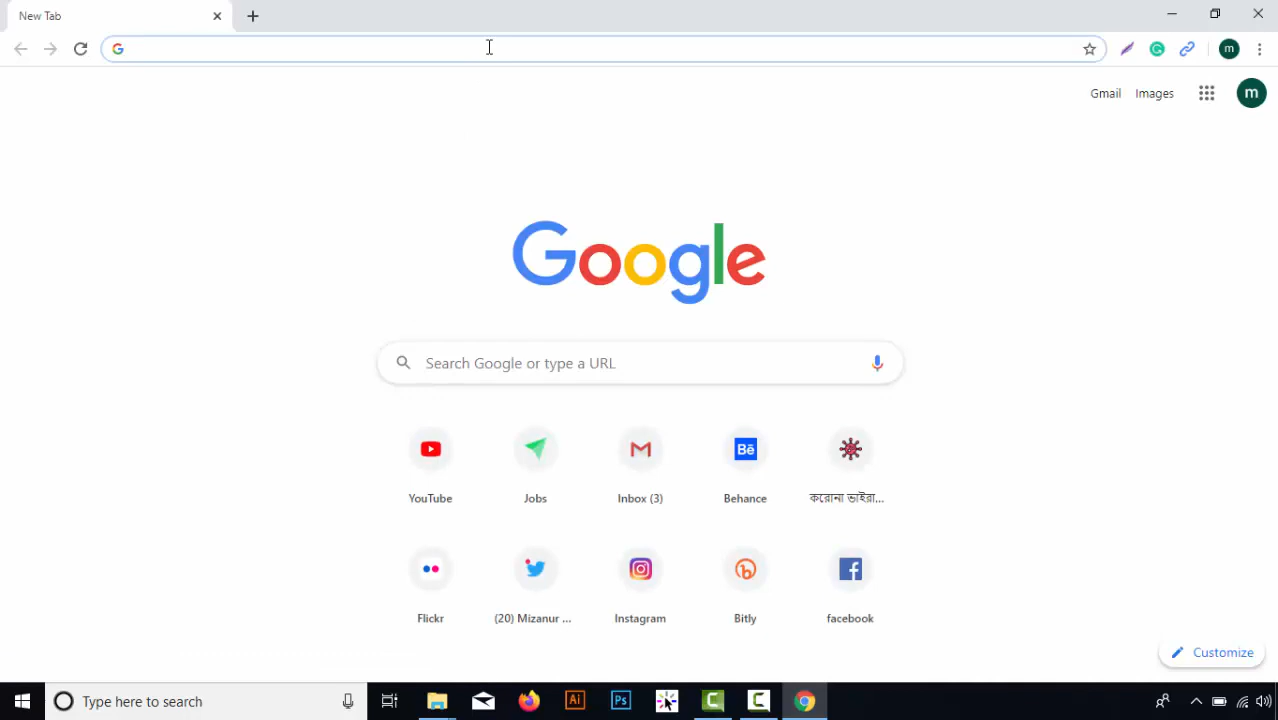 New Tab
Gmail Images
m
m
Google
Search Google or type a URL
YouTube Jobs Inbox (3) Behance করোনা ভাইরা...
Flickr (20) Mizanur ... Instagram Bitly facebook
Customize
Type here to search